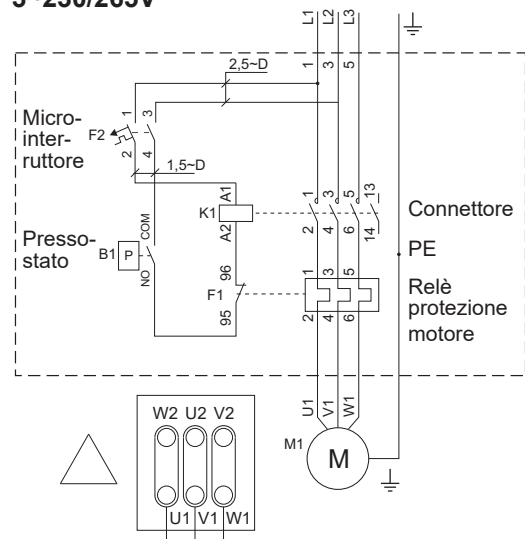 3~230/265V
L1 L2 L3
1 3 5
2,5~D
Micro-
inter-
ruttore
F2
1 3
2 4
1,5~D
A1
K1
A2
1 3 5 13
2 4 6 14
Connettore
PE
Presso-
stato
B1
P
COM
NO
96
F1
95
1 3 5
2 4 6
Relè
protezione
motore
U1 V1 W1
M1
M
W2 U2 V2
U1 V1 W1